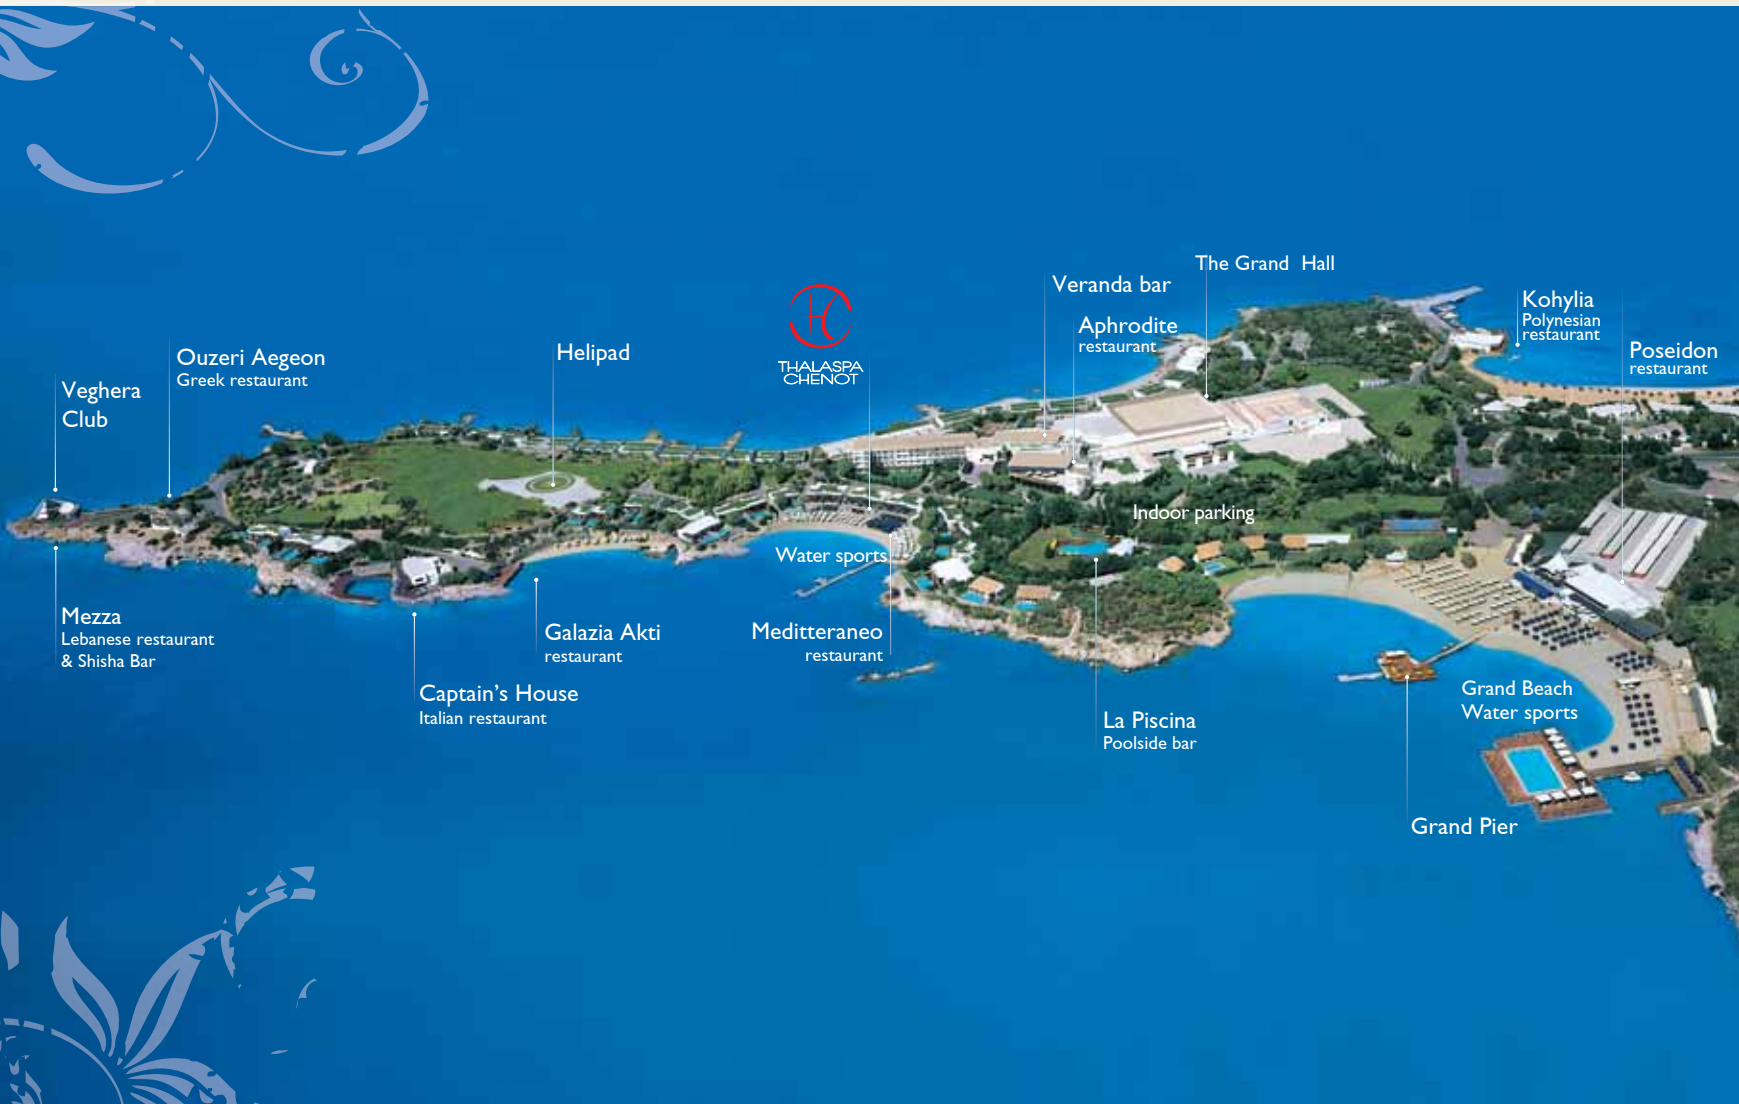 The Grand Hall
Veranda bar
Kohylia
Polynesian
restaurant
Aphrodite
restaurant
Poseidon
restaurant
THALASPA
CHENOT
Helipad
Ouzeri Aegeon
Greek restaurant
Veghera
Club
Indoor parking
Water sports
Mezza
Lebanese restaurant
& Shisha Bar
Galazia Akti
restaurant
Meditteraneo
restaurant
Captain's House
Italian restaurant
La Piscina
Poolside bar
Grand Beach
Water sports
Grand Pier